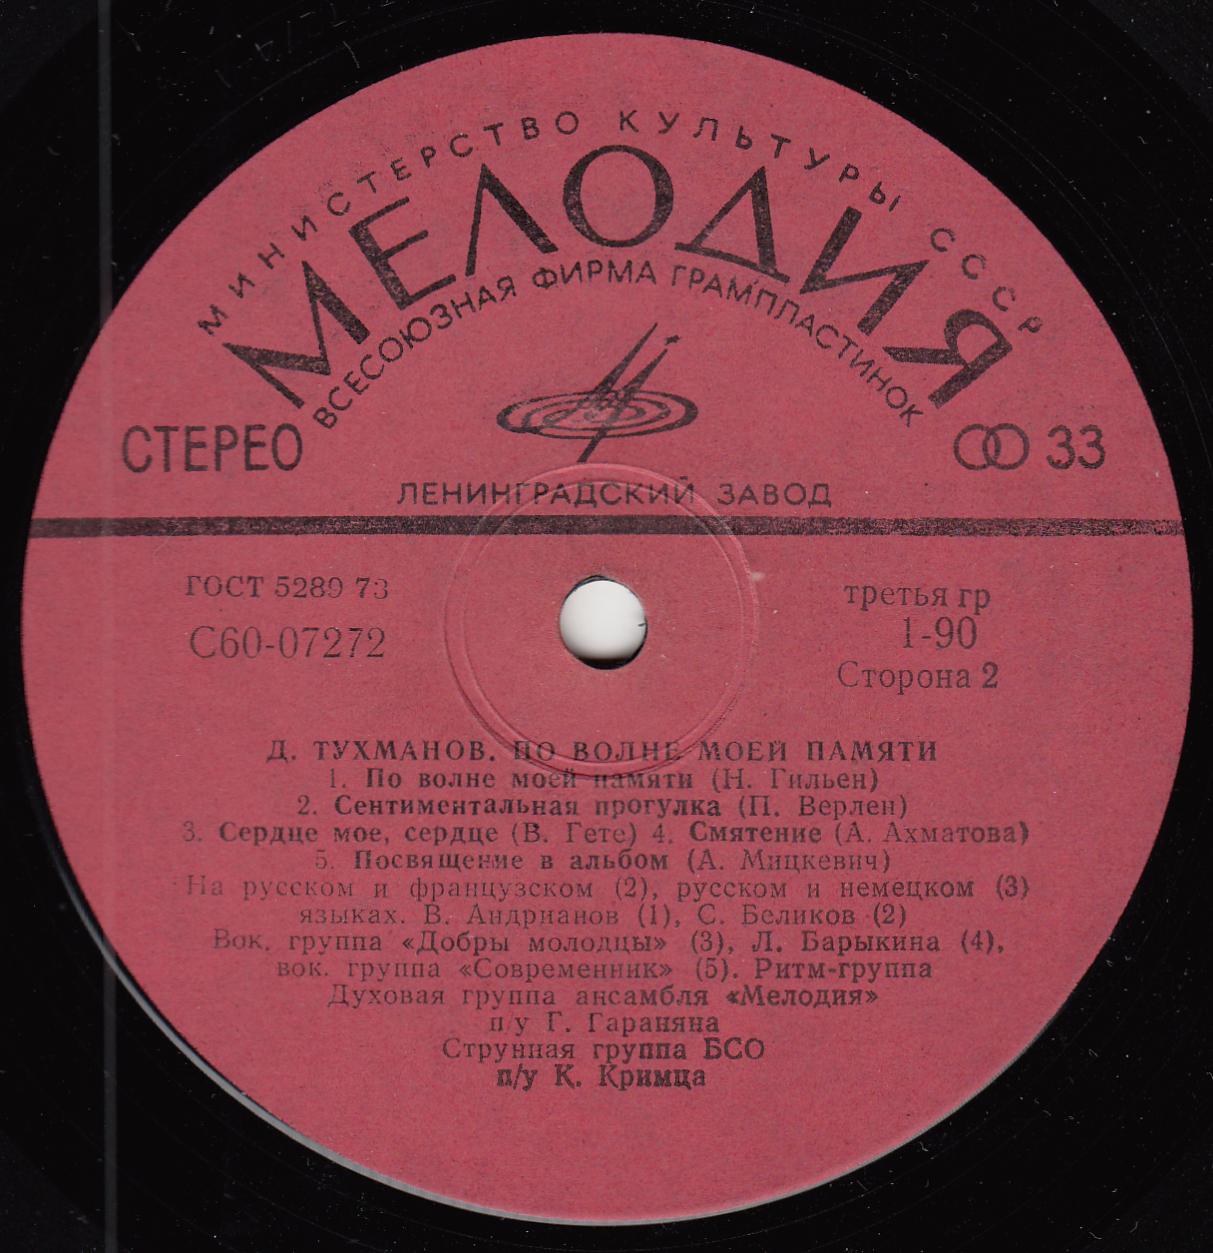 МИНИСТЕРСТВО КУЛЬТУРЫ СССР
МЕЛОДИЯ
ВСЕСОЮЗНАЯ ФИРМА ГРАМПЛАСТИНОК
СТЕРЕО
33
ЛЕНИНГРАДСКИЙ ЗАВОД
ГОСТ 5289 73
С60-07272
третья гр
1-90
Сторона 2
Д. ТУХМАНОВ. ПО ВОЛНЕ МОЕЙ ПАМЯТИ
1. По волне моей памяти (Н. Гильен)
2. Сентиментальная прогулка (П. Верлен)
3. Сердце мое, сердце (В. Гете) 4. Смятение (А. Ахматова)
5. Посвящение в альбом (А. Мицкевич)
На русском и французском (2), русском и немецком (3)
языках. В. Андрианов (1), С. Беликов (2)
Вок. группа «Добры молодцы» (3), Л. Барыкина (4),
вок. группа «Современник» (5). Ритм-группа
Духовая группа ансамбля «Мелодия»
п/у Г. Гараняна
Струнная группа БСО
п/у К. Кримца